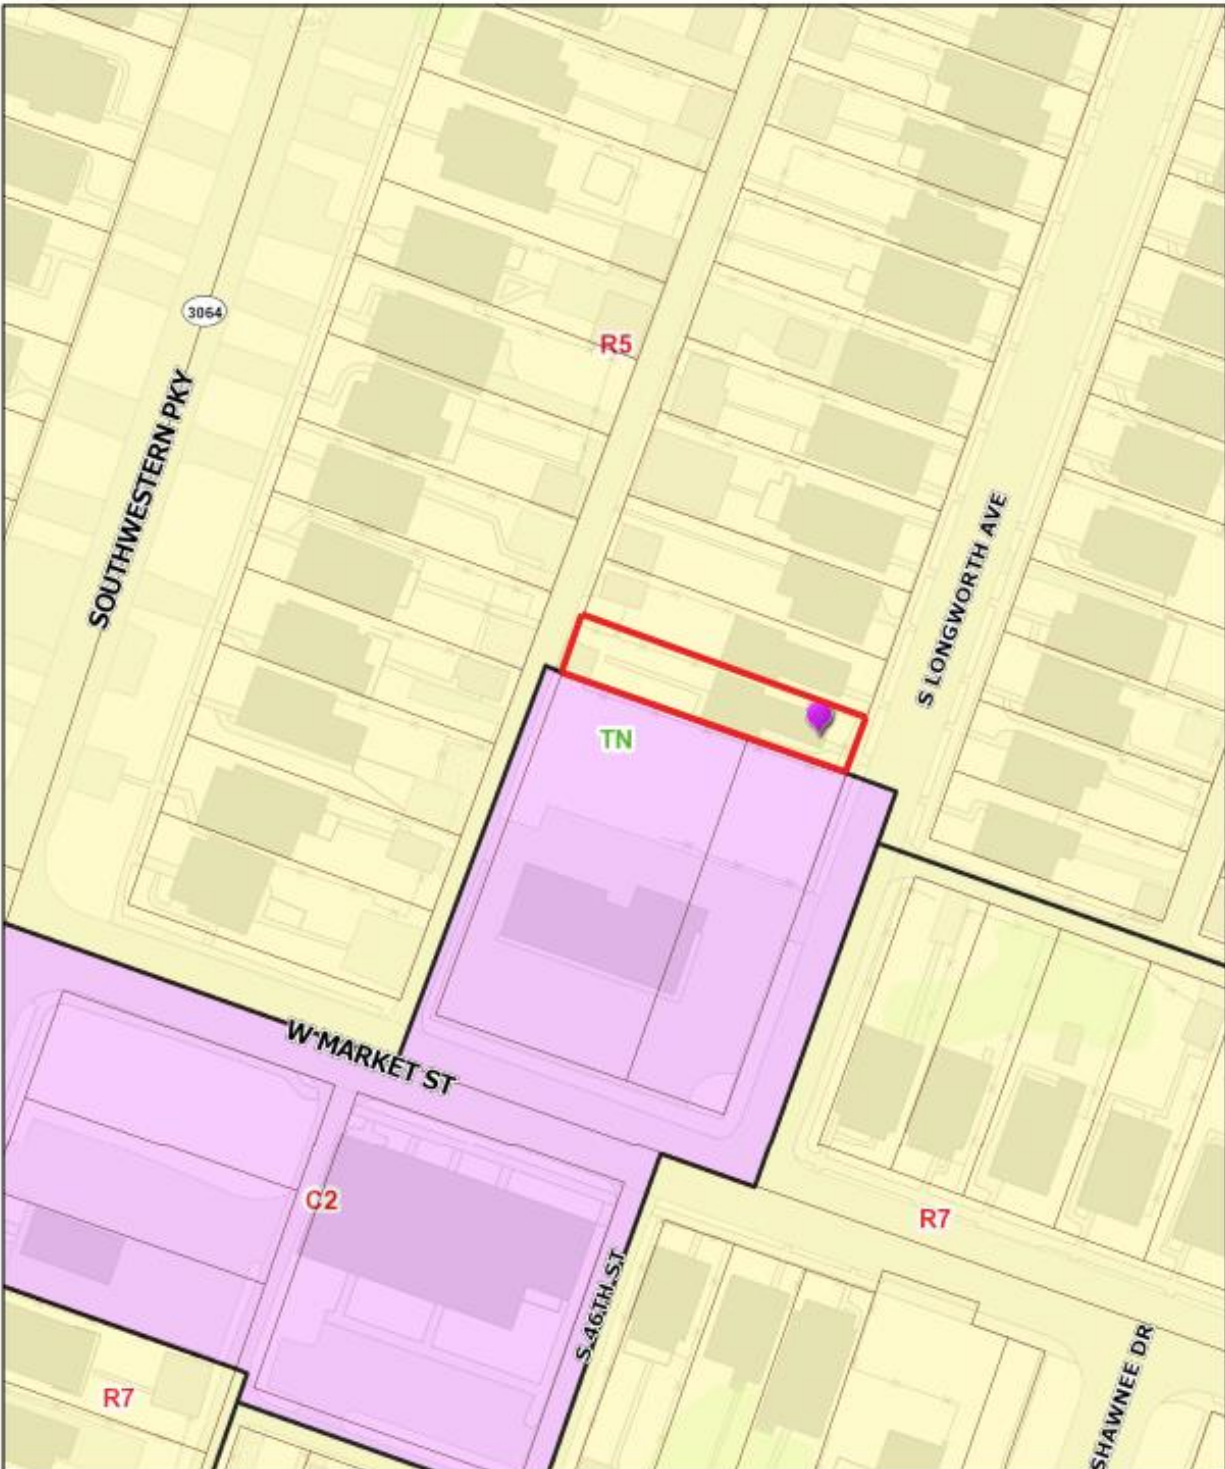 3064
R5
SOUTHWESTERN PKY
S LONGWORTH AVE
TN
W MARKET ST
C2
R7
S 46TH ST
R7
SHAWNEE DR